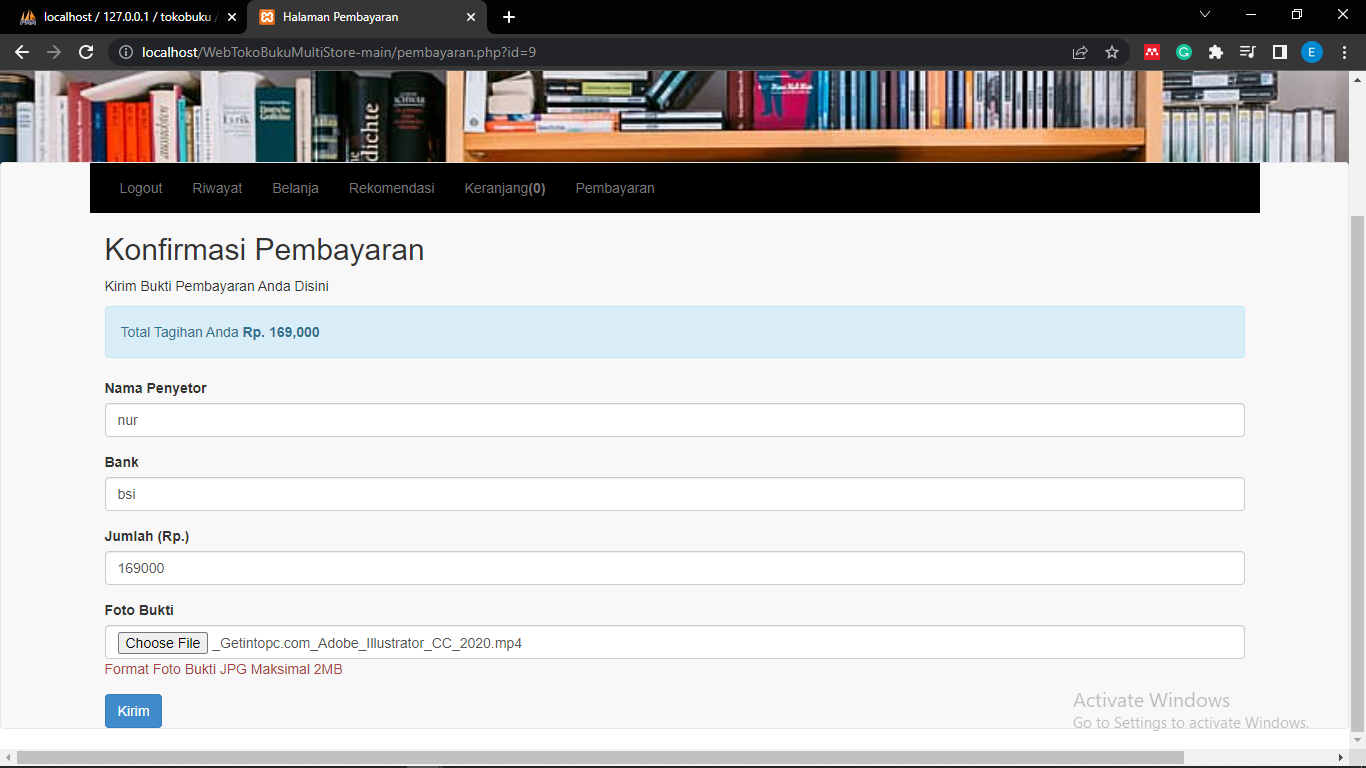 localhost / 127.0.0.1 / tokobuku /
Halaman Pembayaran
localhost/WebTokoBukuMultiStore-main/pembayaran.php?id=9
E
Logout Riwayat Belanja Rekomendasi Keranjang(0) Pembayaran
Konfirmasi Pembayaran
Kirim Bukti Pembayaran Anda Disini
Total Tagihan Anda Rp. 169,000
Nama Penyetor
nur
Bank
bsi
Jumlah (Rp.)
169000
Foto Bukti
Choose File _Getintopc.com_Adobe_Illustrator_CC_2020.mp4
Format Foto Bukti JPG Maksimal 2MB
Kirim
Activate Windows
Go to Settings to activate Windows.